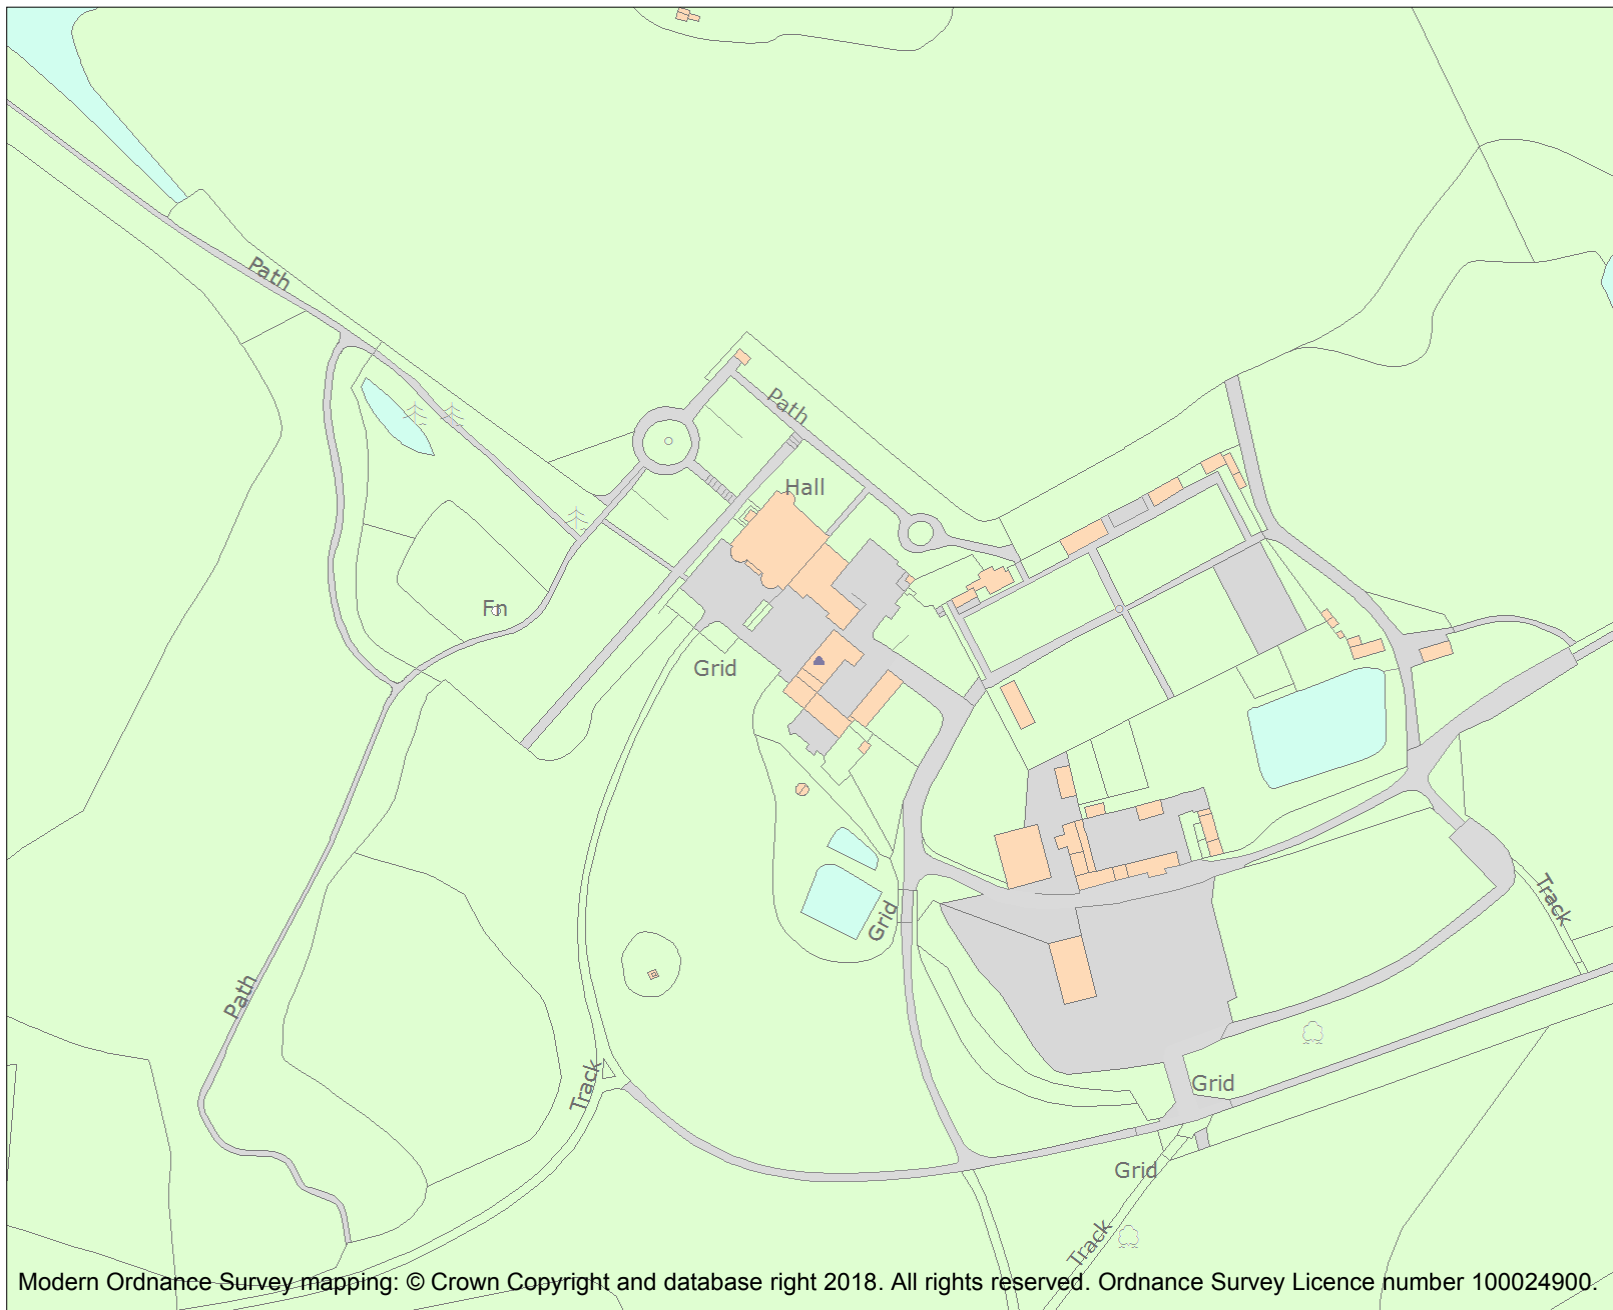 Path
Path
Hall
Fn
Grid
Track
Grid
Path
Track
Grid
Grid
Track
Modern Ordnance Survey mapping: © Crown Copyright and database right 2018. All rights reserved. Ordnance Survey Licence number 100024900.